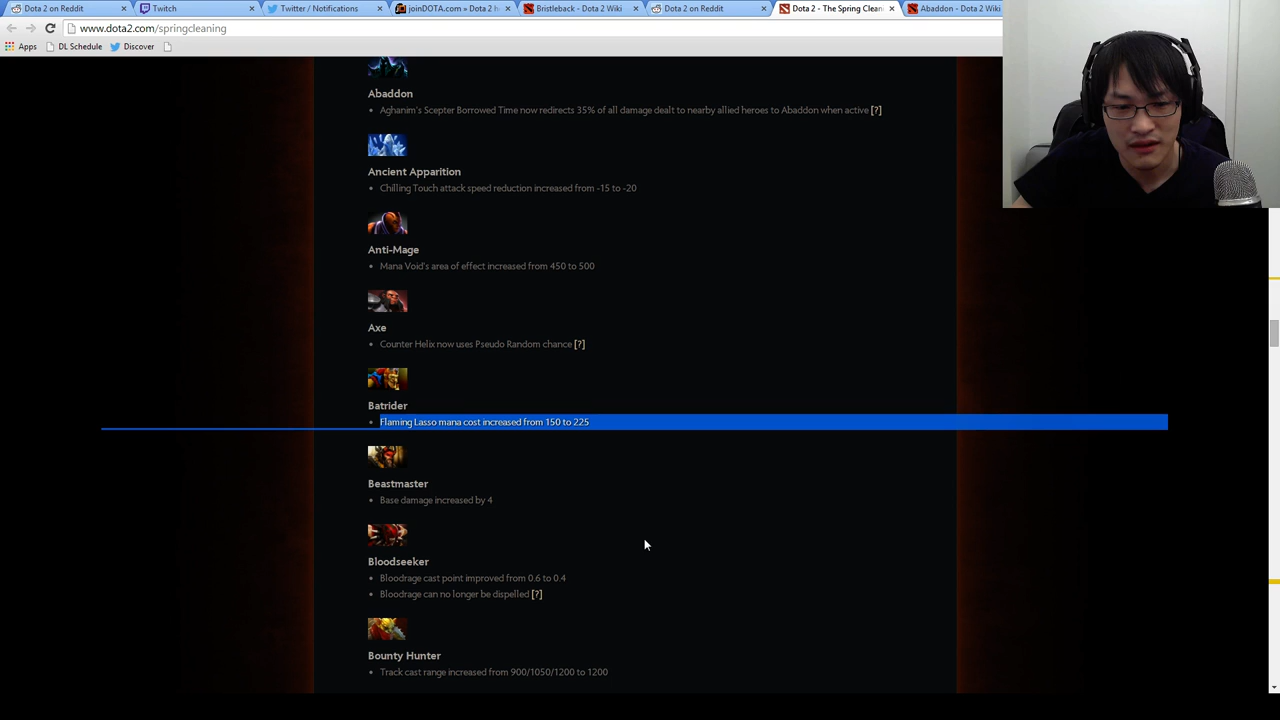 Dota 2 on Reddit
Twitch
Twitter / Notifications
joinDOTA.com » Dota 2 h
Bristleback - Dota 2 Wiki
Dota 2 on Reddit
Dota 2 - The Spring Clean
Abaddon - Dota 2 Wiki
www.dota2.com/springcleaning
Apps
DL Schedule
Discover
Abaddon
• Aghanim's Scepter Borrowed Time now redirects 35% of all damage dealt to nearby allied heroes to Abaddon when active [?]
Ancient Apparition
• Chilling Touch attack speed reduction increased from -15 to -20
Anti-Mage
• Mana Void's area of effect increased from 450 to 500
Axe
• Counter Helix now uses Pseudo Random chance [?]
Batrider
• Flaming Lasso mana cost increased from 150 to 225
Beastmaster
• Base damage increased by 4
Bloodseeker
• Bloodrage cast point improved from 0.6 to 0.4
• Bloodrage can no longer be dispelled [?]
Bounty Hunter
• Track cast range increased from 900/1050/1200 to 1200